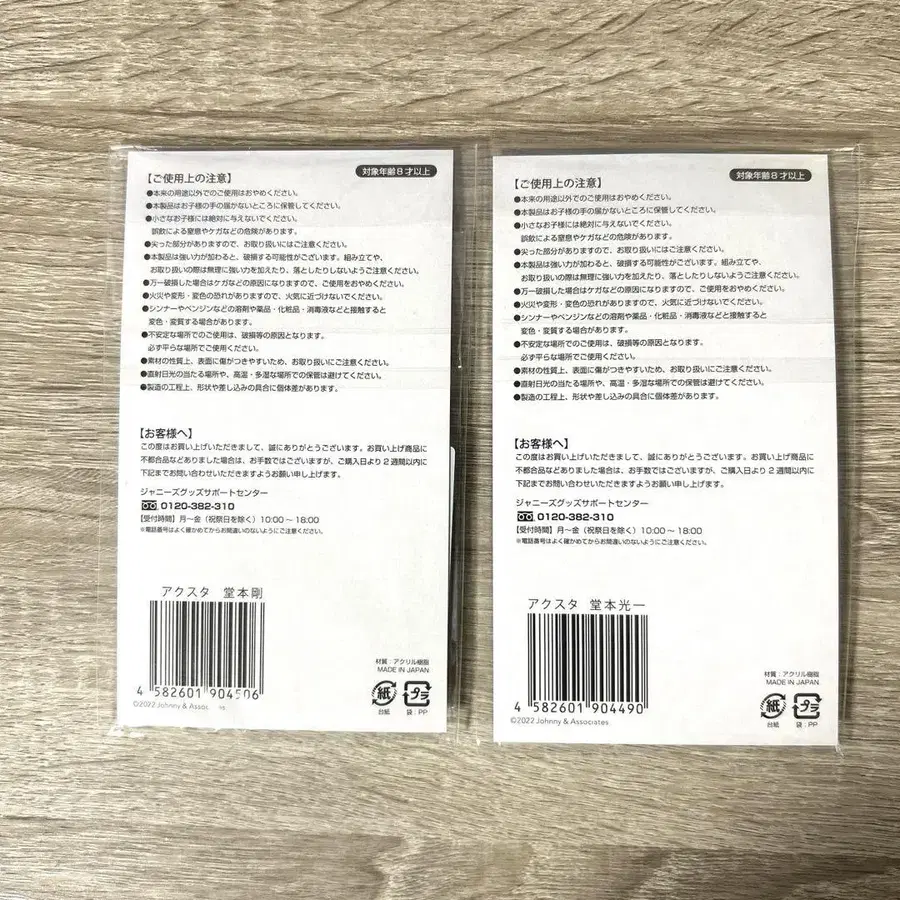 【ご使用上の注意】
対象年齢8才以上
●本来の用途以外でのご使用はおやめください。
●本製品はお子様の手の届かないところに保管してください。
●小さなお子様には絶対に与えないでください。
誤飲による窒息やケガなどの危険があります。
●尖った部分がありますので、お取り扱いにはご注意ください。
●本製品は強い力が加わると、破損する可能性がございます。組み立てや、
お取り扱いの際は無理に強い力を加えたり、落としたりしないようご注意ください。
●万一破損した場合はケガなどの原因になりますので、ご使用をおやめください。
●火災や変形・変色の恐れがありますので、火気に近づけないでください。
●シンナーやベンジンなどの溶剤や薬品・化粧品・消毒液などと接触すると
変色・変質する場合があります。
●不安定な場所でのご使用は、破損等の原因となります。
必ず平らな場所でご使用ください。
●素材の性質上、表面に傷がつきやすいため、お取り扱いにご注意ください。
●直射日光の当たる場所や、高温・多湿な場所での保管は避けてください。
●製造の工程上、形状や差し込みの具合に個体差があります。
【お客様へ】
この度はお買い上げいただきまして、誠にありがとうございます。お買い上げ商品に
不都合品などありました場合は、お手数ではございますが、ご購入日より2週間以内に
下記までお問い合わせいただきますようお願い申し上げます。
ジャニーズグッズサポートセンター
0120-382-310
【受付時間】月～金（祝祭日を除く）10:00～18:00
※電話番号はよく確かめてからお間違いのないようにご注意ください。
アクスタ 堂本剛
4 582601 904506
©2022 Johnny & Assoc
材質：アクリル樹脂
MADE IN JAPAN
紙 プラ
台紙 袋：PP
【ご使用上の注意】
対象年齢8才以上
●本来の用途以外でのご使用はおやめください。
●本製品はお子様の手の届かないところに保管してください。
●小さなお子様には絶対に与えないでください。
誤飲による窒息やケガなどの危険があります。
●尖った部分がありますので、お取り扱いにはご注意ください。
●本製品は強い力が加わると、破損する可能性がございます。組み立てや、
お取り扱いの際は無理に強い力を加えたり、落としたりしないようご注意ください。
●万一破損した場合はケガなどの原因になりますので、ご使用をおやめください。
●火災や変形・変色の恐れがありますので、火気に近づけないでください。
●シンナーやベンジンなどの溶剤や薬品・化粧品・消毒液などと接触すると
変色・変質する場合があります。
●不安定な場所でのご使用は、破損等の原因となります。
必ず平らな場所でご使用ください。
●素材の性質上、表面に傷がつきやすいため、お取り扱いにご注意ください。
●直射日光の当たる場所や、高温・多湿な場所での保管は避けてください。
●製造の工程上、形状や差し込みの具合に個体差があります。
【お客様へ】
この度はお買い上げいただきまして、誠にありがとうございます。お買い上げ商品に
不都合品などありました場合は、お手数ではございますが、ご購入日より2週間以内に
下記までお問い合わせいただきますようお願い申し上げます。
ジャニーズグッズサポートセンター
0120-382-310
【受付時間】月～金（祝祭日を除く）10:00～18:00
※電話番号はよく確かめてからお間違いのないようにご注意ください。
アクスタ 堂本光一
4 582601 904490
©2022 Johnny & Associates
材質：アクリル樹脂
MADE IN JAPAN
紙 プラ
台紙 袋：PP